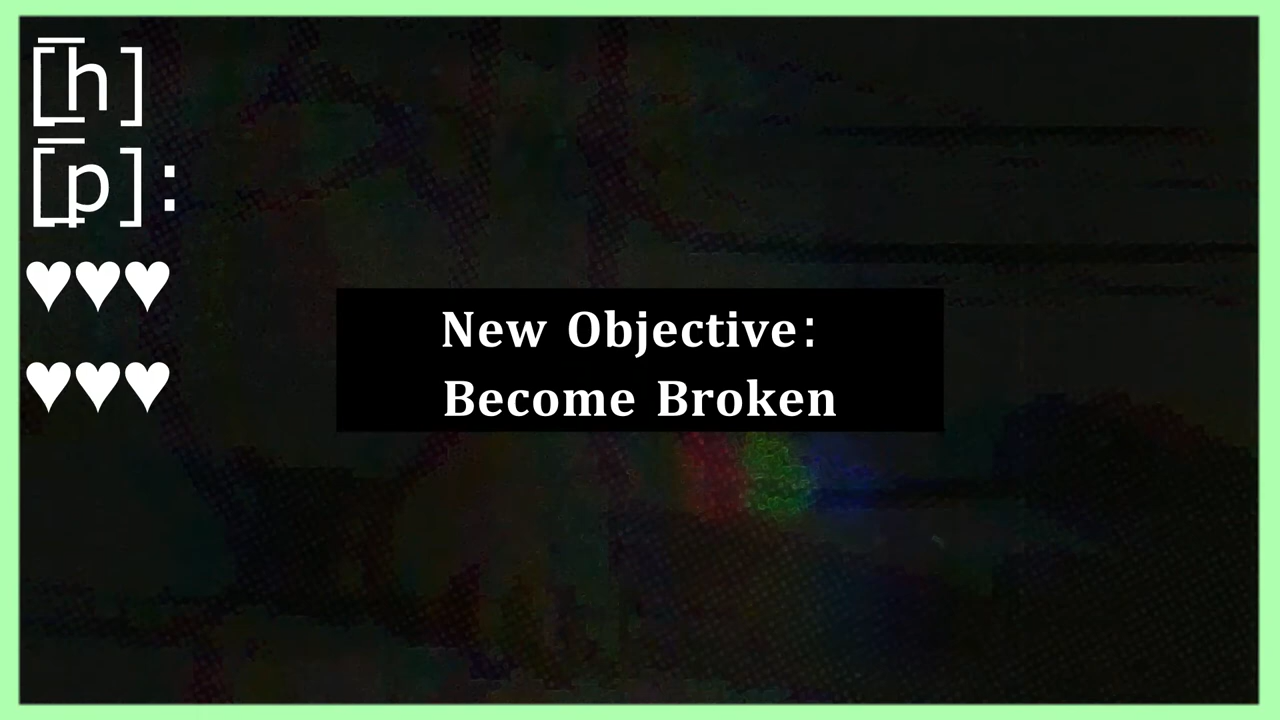 [h]
[p]:
♥♥♥
♥♥♥
New Objective:
Become Broken